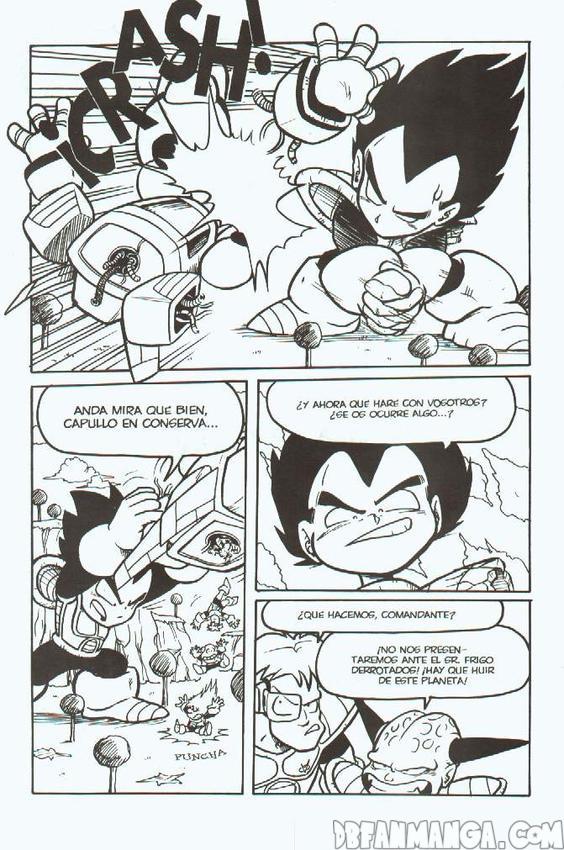 ¡CRASH!
ANDA MIRA QUE BIEN,
CAPULLO EN CONSERVA...
¿Y AHORA QUE HARE CON VOSOTROS?
¿SE OS OCURRE ALGO...?
PUNCHA
¿QUE HACEMOS, COMANDANTE?
¡NO NOS PRESEN-
TAREMOS ANTE EL SR. FRIGO
DERROTADOS! ¡HAY QUE HUIR
DE ESTE PLANETA!
DBFANMANGA.COM